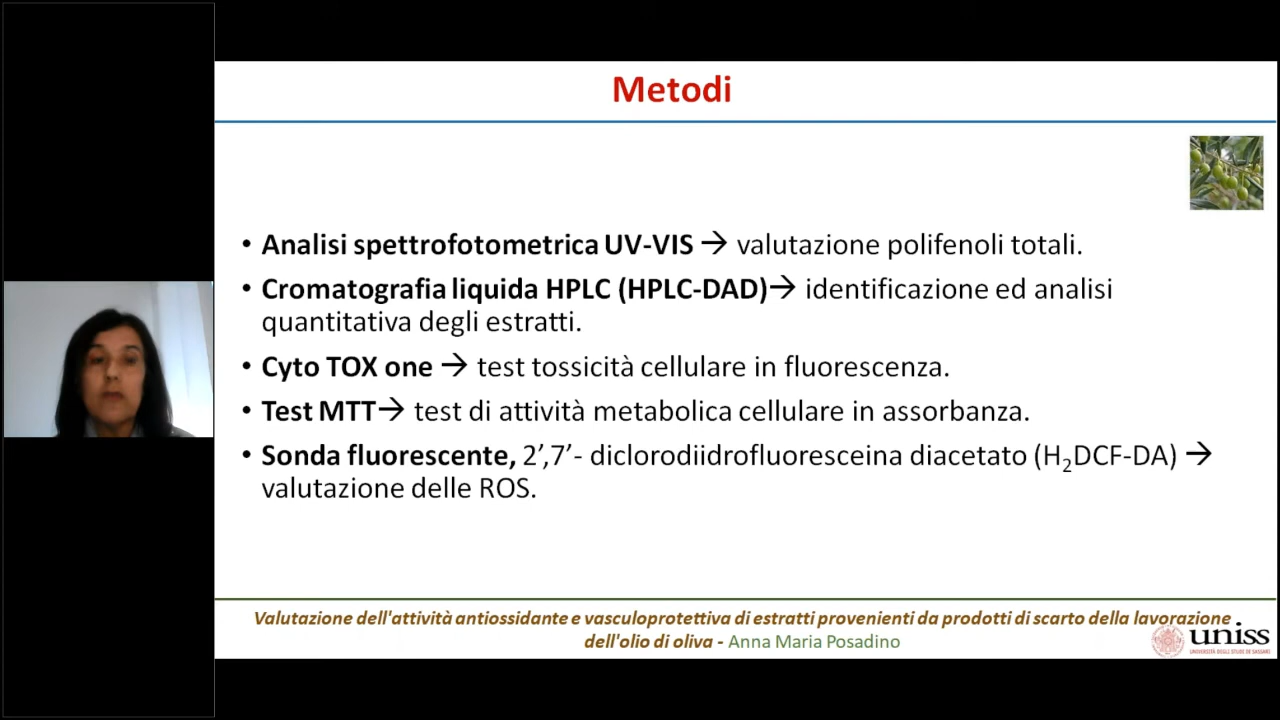 Metodi
• Analisi spettrofotometrica UV-VIS → valutazione polifenoli totali.
• Cromatografia liquida HPLC (HPLC-DAD)→ identificazione ed analisi
quantitativa degli estratti.
• Cyto TOX one → test tossicità cellulare in fluorescenza.
• Test MTT→ test di attività metabolica cellulare in assorbanza.
• Sonda fluorescente, 2’,7’- diclorodiidrofluoresceina diacetato (H₂DCF-DA) →
valutazione delle ROS.
Valutazione dell'attività antiossidante e vasculoprotettiva di estratti provenienti da prodotti di scarto della lavorazione
dell'olio di oliva - Anna Maria Posadino
uniss
UNIVERSITÀ DEGLI STUDI DI SASSARI